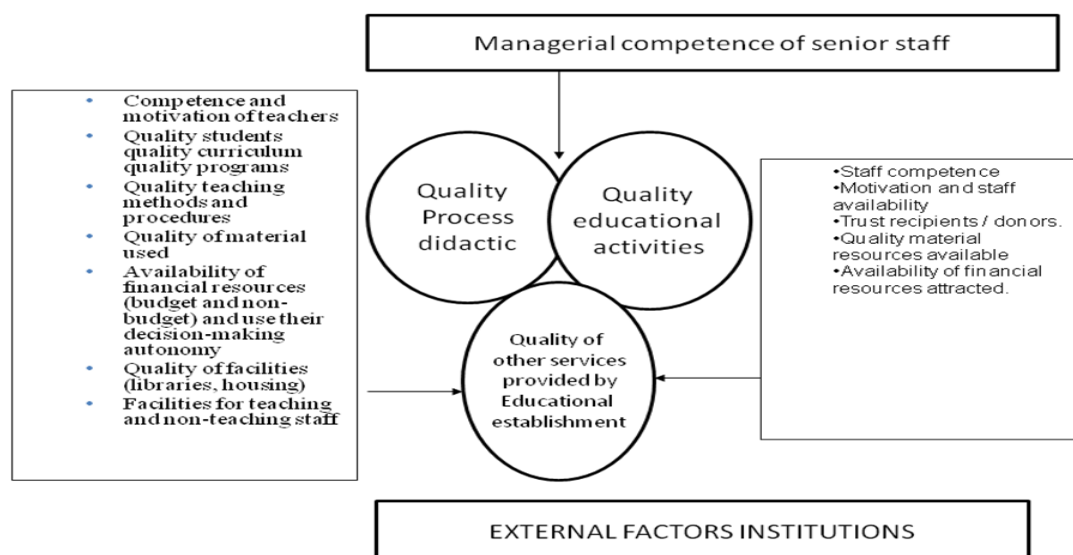 Managerial competence of senior staff
• Competence and
motivation of teachers
• Quality students
quality curriculum
quality programs
• Quality teaching
methods and
procedures
• Quality of material
used
• Availability of
financial resources
(budget and non-
budget) and use their
decision-making
autonomy
• Quality of facilities
(libraries, housing)
• Facilities for teaching
and non-teaching staff
Quality
Process
didactic
Quality
educational
activities
Quality of
other services
provided by
Educational
establishment
•Staff competence
•Motivation and staff
availability
•Trust recipients / donors.
•Quality material
resources available
•Availability of financial
resources attracted.
EXTERNAL FACTORS INSTITUTIONS